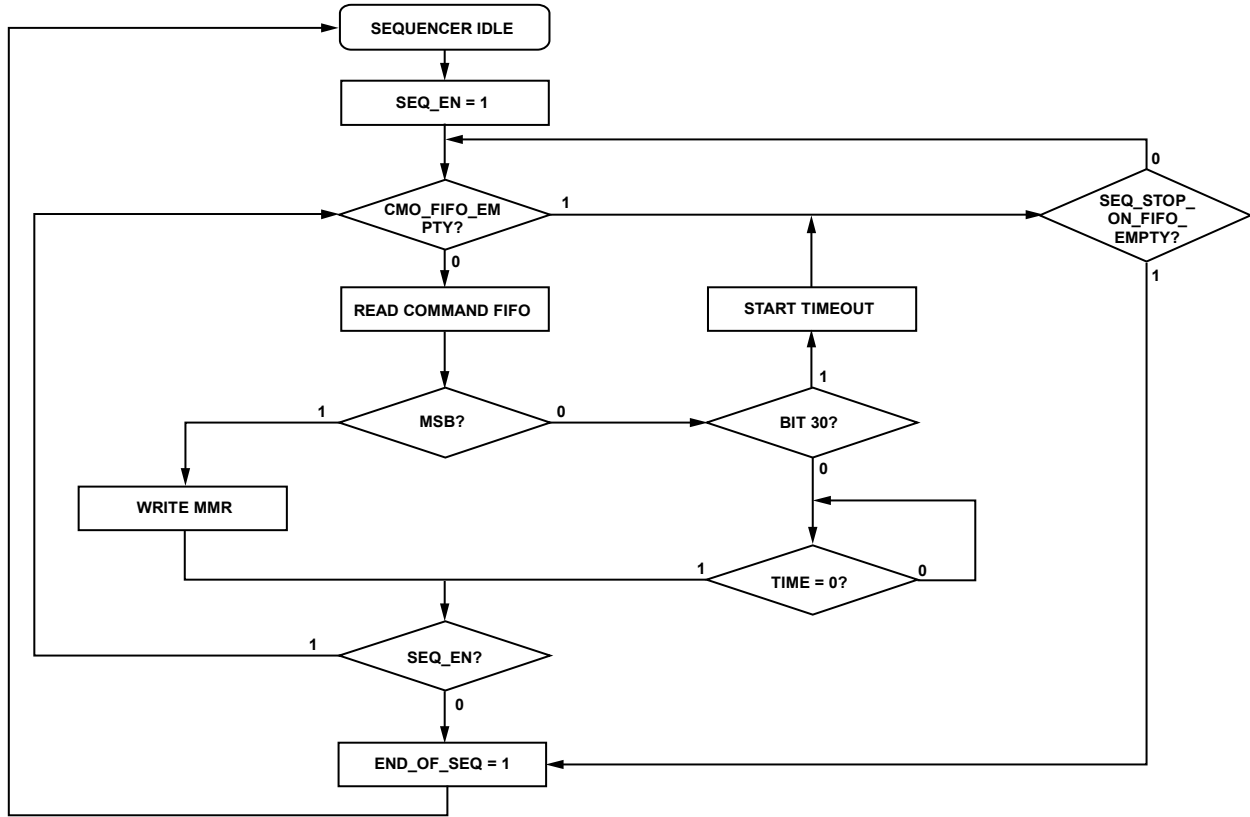 SEQUENCER IDLE
SEQ_EN = 1
0
CMO_FIFO_EM
PTY?
1
SEQ_STOP_
ON_FIFO_
EMPTY?
0
1
READ COMMAND FIFO
START TIMEOUT
1
1
MSB?
0
BIT 30?
0
WRITE MMR
1
TIME = 0?
0
1
SEQ_EN?
0
END_OF_SEQ = 1